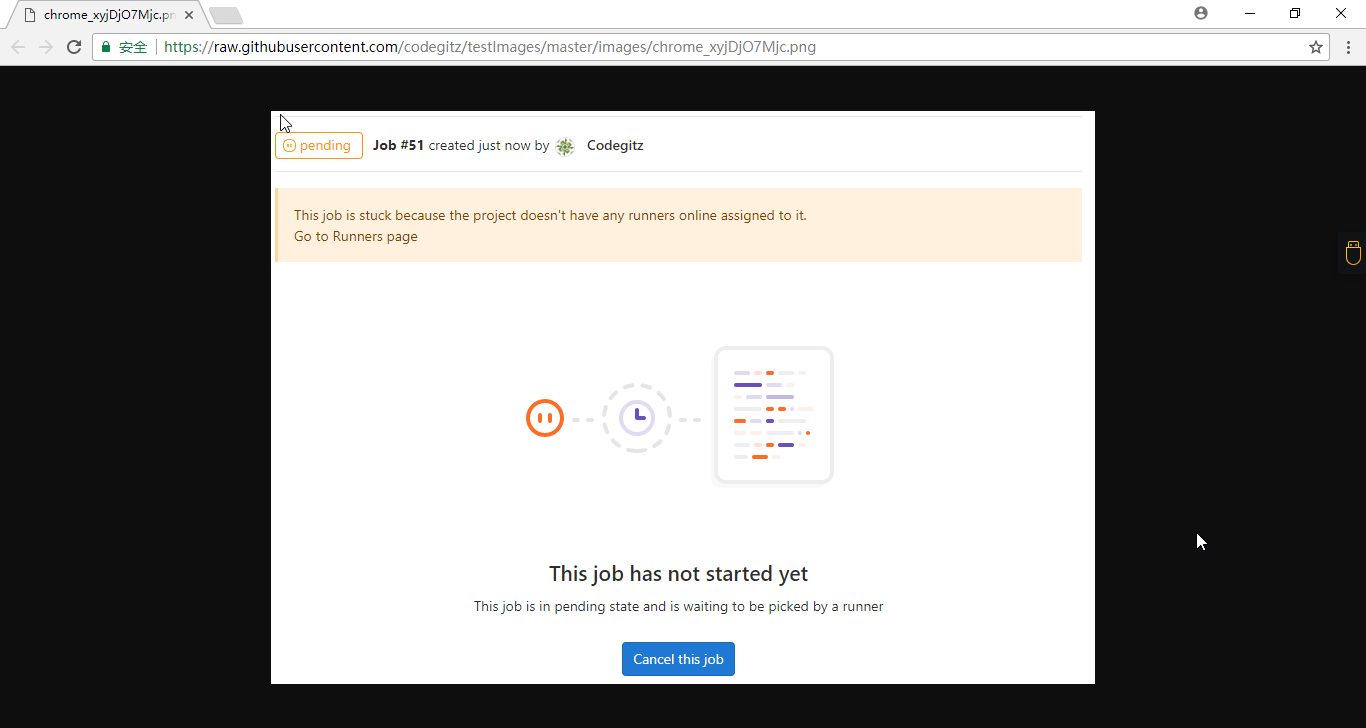 chrome_xyjDjO7Mjc.pn
安全 https://raw.githubusercontent.com/codegitz/testImages/master/images/chrome_xyjDjO7Mjc.png
pending Job #51 created just now by Codegitz
This job is stuck because the project doesn't have any runners online assigned to it.
Go to Runners page
This job has not started yet
This job is in pending state and is waiting to be picked by a runner
Cancel this job